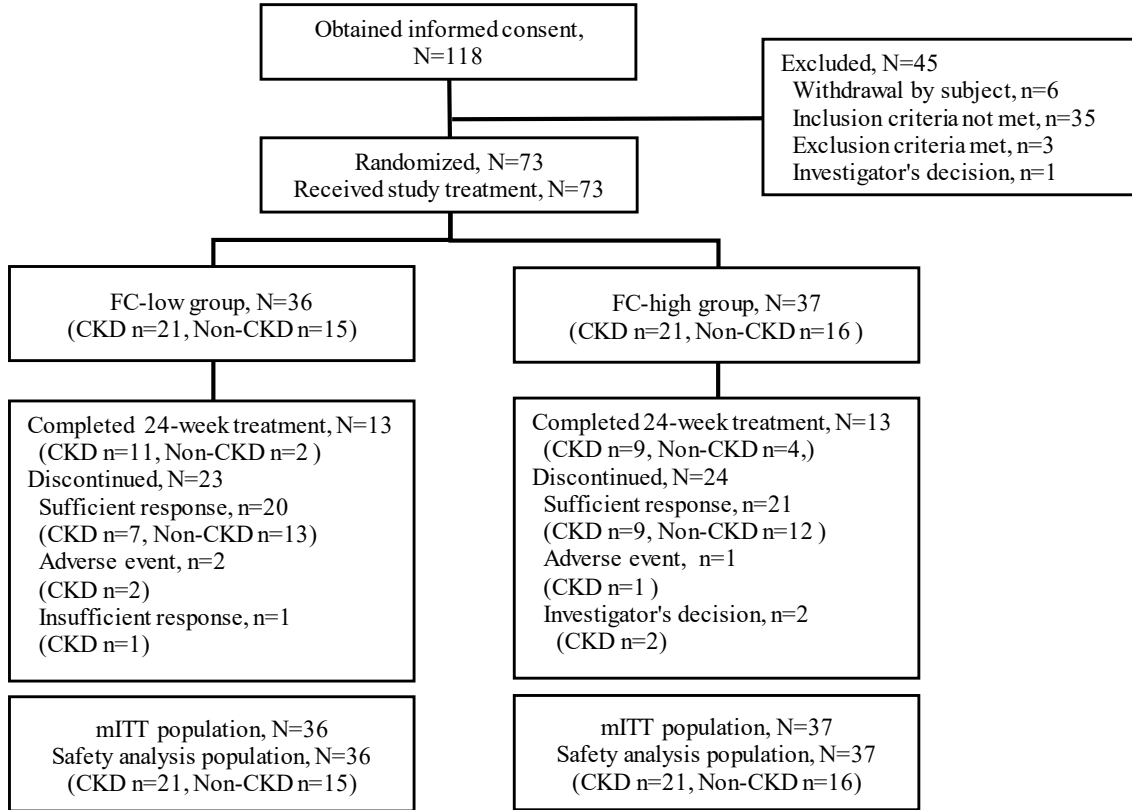 Obtained informed consent,
N=118
Excluded, N=45
Withdrawal by subject, n=6
Inclusion criteria not met, n=35
Exclusion criteria met, n=3
Investigator's decision, n=1
Randomized, N=73
Received study treatment, N=73
FC-low group, N=36
(CKD n=21, Non-CKD n=15)
FC-high group, N=37
(CKD n=21, Non-CKD n=16 )
Completed 24-week treatment, N=13
(CKD n=11, Non-CKD n=2 )
Discontinued, N=23
Sufficient response, n=20
(CKD n=7, Non-CKD n=13)
Adverse event, n=2
(CKD n=2)
Insufficient response, n=1
(CKD n=1)
Completed 24-week treatment, N=13
(CKD n=9, Non-CKD n=4,)
Discontinued, N=24
Sufficient response, n=21
(CKD n=9, Non-CKD n=12 )
Adverse event, n=1
(CKD n=1 )
Investigator's decision, n=2
(CKD n=2)
mITT population, N=36
Safety analysis population, N=36
(CKD n=21, Non-CKD n=15)
mITT population, N=37
Safety analysis population, N=37
(CKD n=21, Non-CKD n=16)